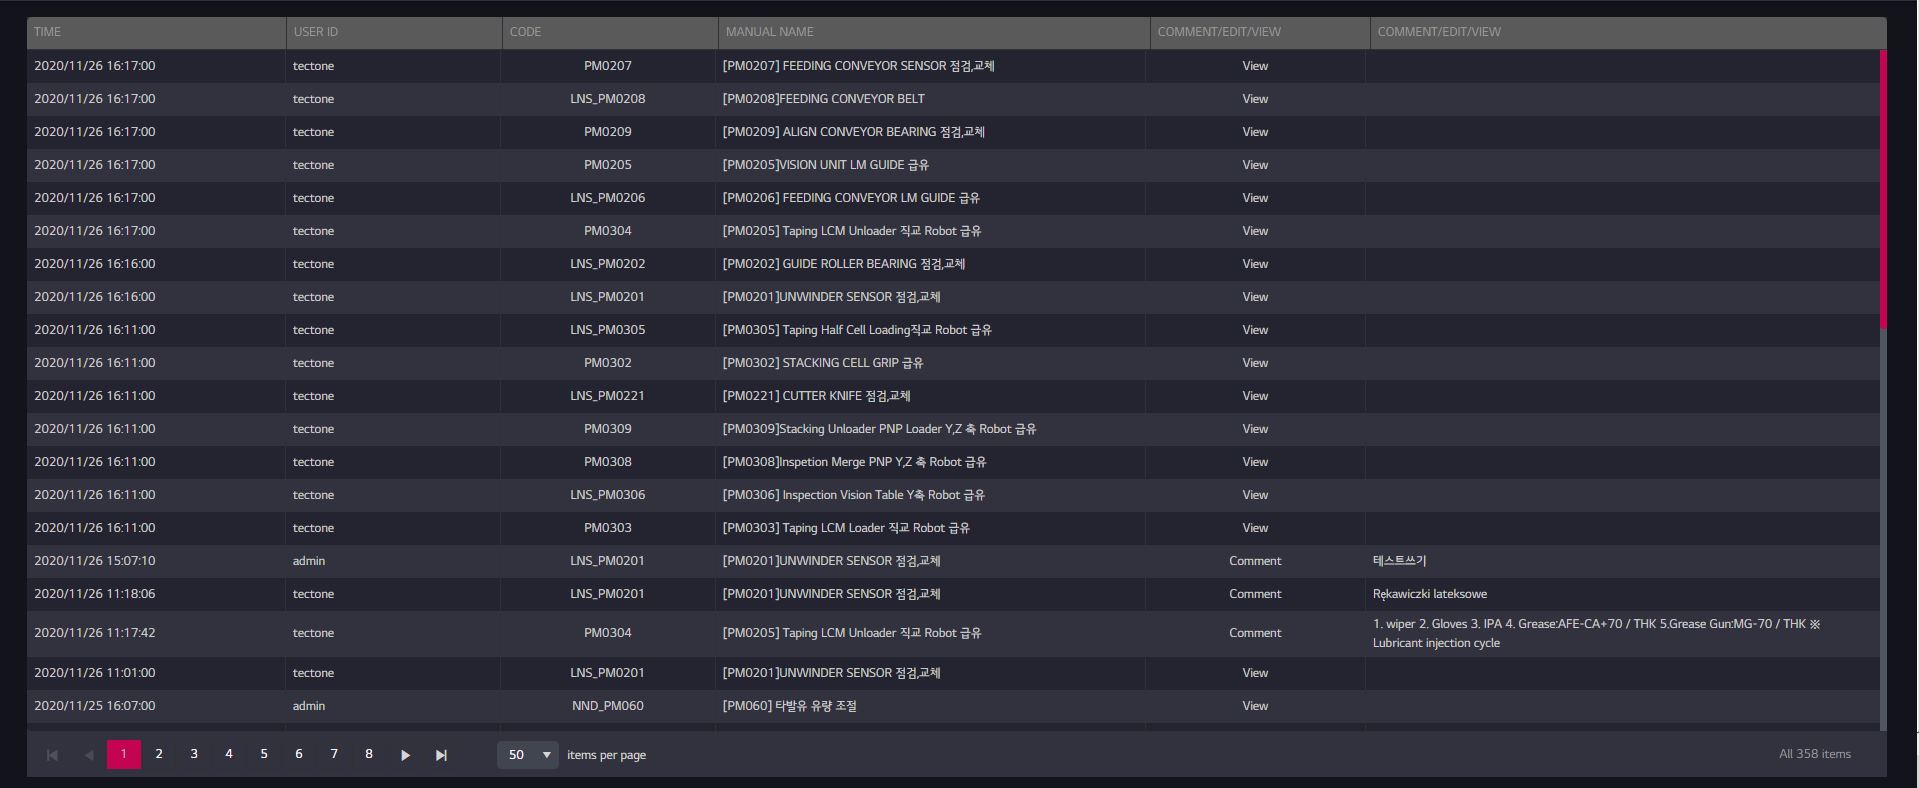 TIME USER ID CODE MANUAL NAME COMMENT/EDIT/VIEW COMMENT/EDIT/VIEW
2020/11/26 16:17:00 tectone PM0207 [PM0207] FEEDING CONVEYOR SENSOR 점검,교체 View
2020/11/26 16:17:00 tectone LNS_PM0208 [PM0208]FEEDING CONVEYOR BELT View
2020/11/26 16:17:00 tectone PM0209 [PM0209] ALIGN CONVEYOR BEARING 점검,교체 View
2020/11/26 16:17:00 tectone PM0205 [PM0205]VISION UNIT LM GUIDE 급유 View
2020/11/26 16:17:00 tectone LNS_PM0206 [PM0206] FEEDING CONVEYOR LM GUIDE 급유 View
2020/11/26 16:17:00 tectone PM0304 [PM0205] Taping LCM Unloader 직교 Robot 급유 View
2020/11/26 16:16:00 tectone LNS_PM0202 [PM0202] GUIDE ROLLER BEARING 점검,교체 View
2020/11/26 16:16:00 tectone LNS_PM0201 [PM0201]UNWINDER SENSOR 점검,교체 View
2020/11/26 16:11:00 tectone LNS_PM0305 [PM0305] Taping Half Cell Loading직교 Robot 급유 View
2020/11/26 16:11:00 tectone PM0302 [PM0302] STACKING CELL GRIP 급유 View
2020/11/26 16:11:00 tectone LNS_PM0221 [PM0221] CUTTER KNIFE 점검,교체 View
2020/11/26 16:11:00 tectone PM0309 [PM0309]Stacking Unloader PNP Loader Y,Z 축 Robot 급유 View
2020/11/26 16:11:00 tectone PM0308 [PM0308]Inspetion Merge PNP Y,Z 축 Robot 급유 View
2020/11/26 16:11:00 tectone LNS_PM0306 [PM0306] Inspection Vision Table Y축 Robot 급유 View
2020/11/26 16:11:00 tectone PM0303 [PM0303] Taping LCM Loader 직교 Robot 급유 View
2020/11/26 15:07:10 admin LNS_PM0201 [PM0201]UNWINDER SENSOR 점검,교체 Comment 테스트쓰기
2020/11/26 11:18:06 tectone LNS_PM0201 [PM0201]UNWINDER SENSOR 점검,교체 Comment Rękawiczki lateksowe
2020/11/26 11:17:42 tectone PM0304 [PM0205] Taping LCM Unloader 직교 Robot 급유 Comment 1. wiper 2. Gloves 3. IPA 4. Grease:AFE-CA+70 / THK 5.Grease Gun:MG-70 / THK ※
Lubricant injection cycle
2020/11/26 11:01:00 tectone LNS_PM0201 [PM0201]UNWINDER SENSOR 점검,교체 View
2020/11/25 16:07:00 admin NND_PM060 [PM060] 타발유 유량 조절 View
1 2 3 4 5 6 7 8 50 items per page All 358 items